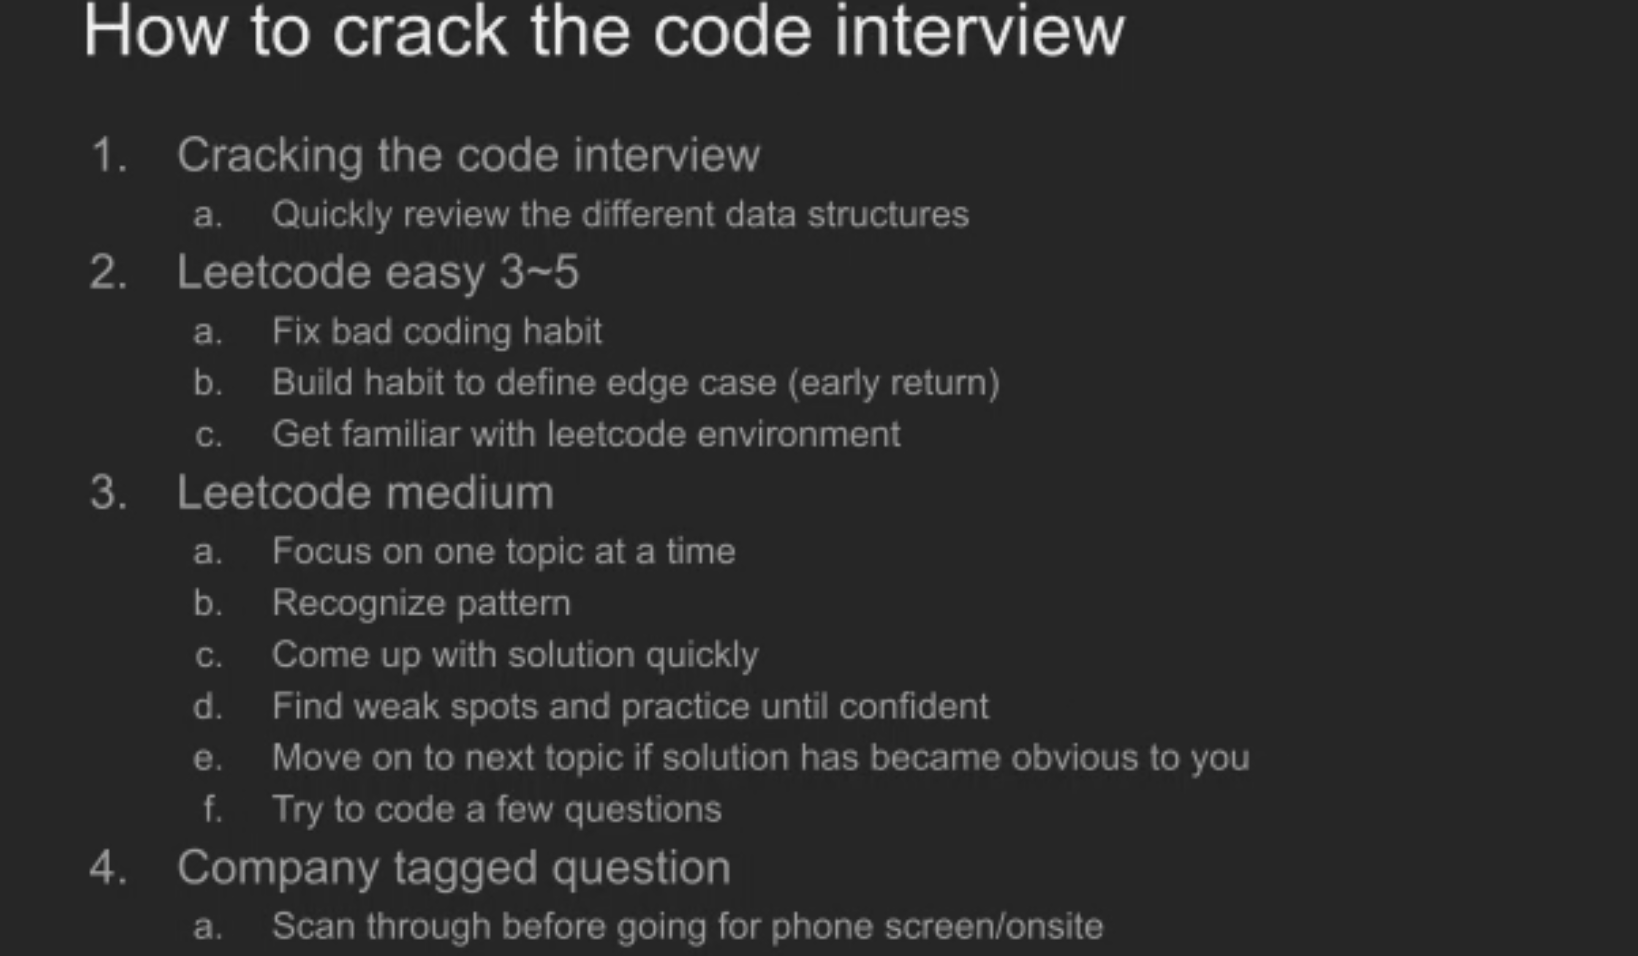 How to crack the code interview
1. Cracking the code interview
a. Quickly review the different data structures
2. Leetcode easy 3~5
a. Fix bad coding habit
b. Build habit to define edge case (early return)
c. Get familiar with leetcode environment
3. Leetcode medium
a. Focus on one topic at a time
b. Recognize pattern
c. Come up with solution quickly
d. Find weak spots and practice until confident
e. Move on to next topic if solution has became obvious to you
f. Try to code a few questions
4. Company tagged question
a. Scan through before going for phone screen/onsite